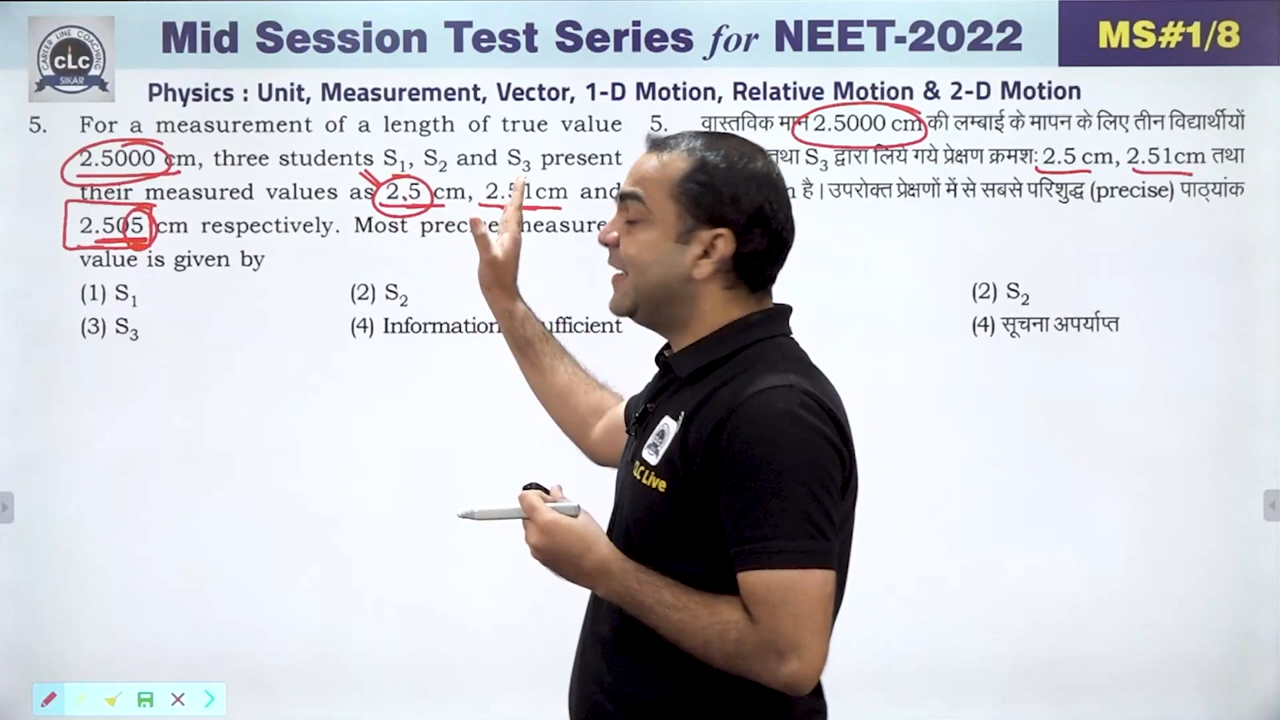 Mid Session Test Series for NEET-2022
MS#1/8
CAREER LINE COACHING
CLC
SIKAR
Physics : Unit, Measurement, Vector, 1-D Motion, Relative Motion & 2-D Motion
5. For a measurement of a length of true value
2.5000 cm, three students S₁, S₂ and S₃ present
their measured values as 2.5 cm, 2.51cm and
2.505 cm respectively. Most measure
value is given by
(1) S₁ (2) S₂
(3) S₃ (4) Information
5. वास्तविक मान 2.5000 cm की लम्बाई के मापन के लिए तीन विद्यार्थीयों
तथा S₃ द्वारा लिये गये प्रेक्षण क्रमशः 2.5 cm, 2.51cm तथा
है। उपरोक्त प्रेक्षणों में से सबसे परिशुद्ध (precise) पाठ्यांक
(2) S₂
(4) सूचना अपर्याप्त
Live